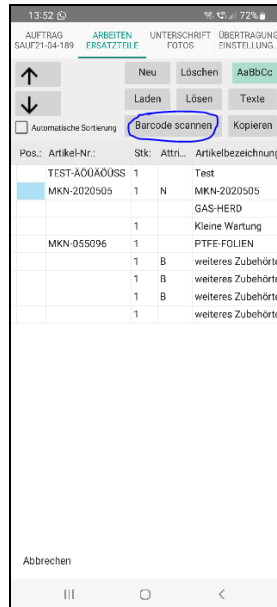 13:52 72%
AUFTRAG ARBEITEN UNTERSCHRIFT ÜBERTRAGUNG
SAUF21-04-189 ERSATZTEILE FOTOS EINSTELLUNG..
Neu Löschen AaBbCc
Laden Lösen Texte
Automatische Sortierung Barcode scannen Kopieren
Pos.: Artikel-Nr.: Stk: Attri... Artikelbezeichnung
TEST-ÄÖÜÄÖÜSS 1 Test
MKN-2020505 1 N MKN-2020505
GAS-HERD
1 Kleine Wartung
MKN-055096 1 PTFE-FOLIEN
1 B weiteres Zubehörte
1 B weiteres Zubehörte
1 B weiteres Zubehörte
1 weiteres Zubehörte
Abbrechen